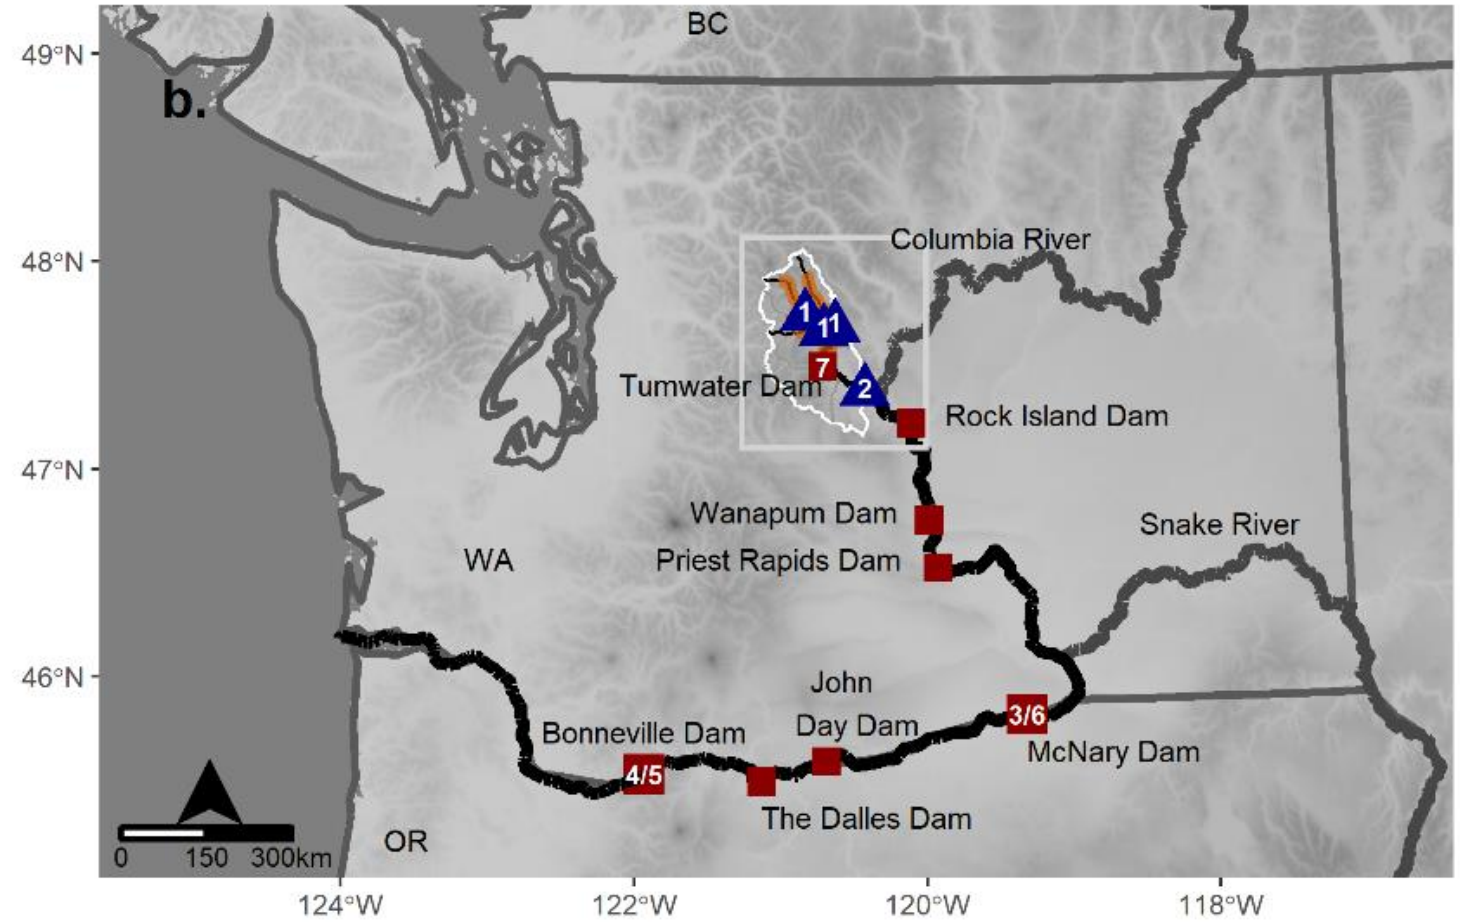 BC
49°N
b.
Columbia River
48°N
1
11
7
Tumwater Dam
2
Rock Island Dam
47°N
Wanapum Dam
Snake River
WA
Priest Rapids Dam
46°N
John
Day Dam
3/6
Bonneville Dam
McNary Dam
4/5
The Dalles Dam
OR
0 150 300km
124°W 122°W 120°W 118°W